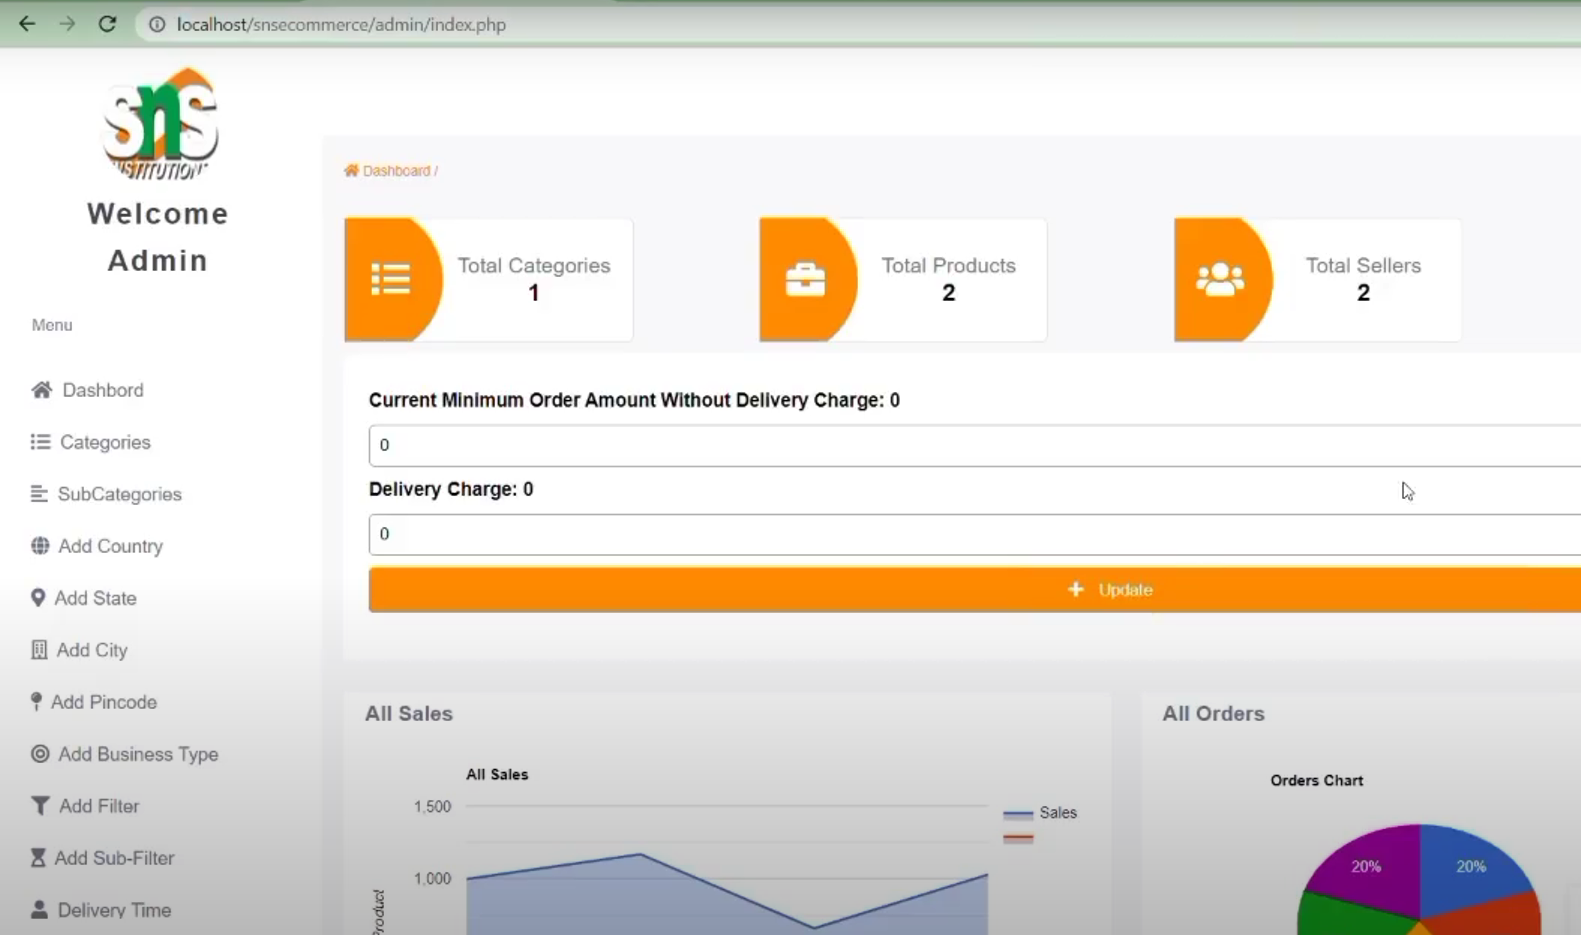 localhost/snsecommerce/admin/index.php
sns
INSTITUTIONS
Welcome
Admin
Menu
Dashbord
Categories
SubCategories
Add Country
Add State
Add City
Add Pincode
Add Business Type
Add Filter
Add Sub-Filter
Delivery Time
Dashboard /
Total Categories
1
Total Products
2
Total Sellers
2
Current Minimum Order Amount Without Delivery Charge: 0
0
Delivery Charge: 0
0
+ Update
All Sales
All Sales
1,500
1,000
Product
Sales
All Orders
Orders Chart
20%
20%